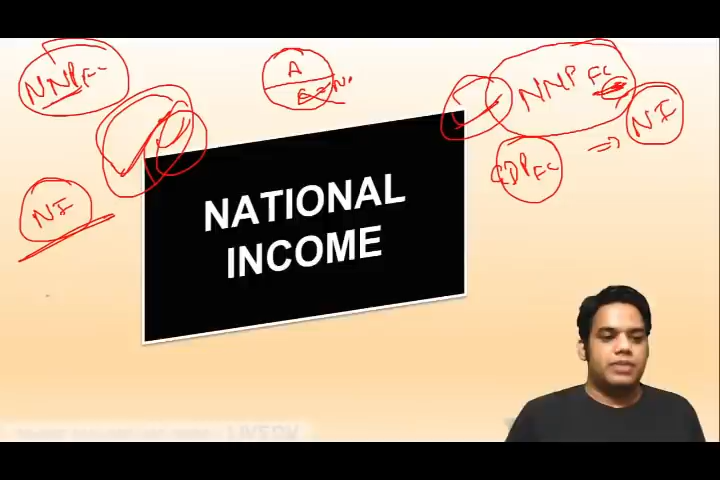 NNP FC
A
NNP FC
NI
GDP FC
⇒
NI
NATIONAL
INCOME